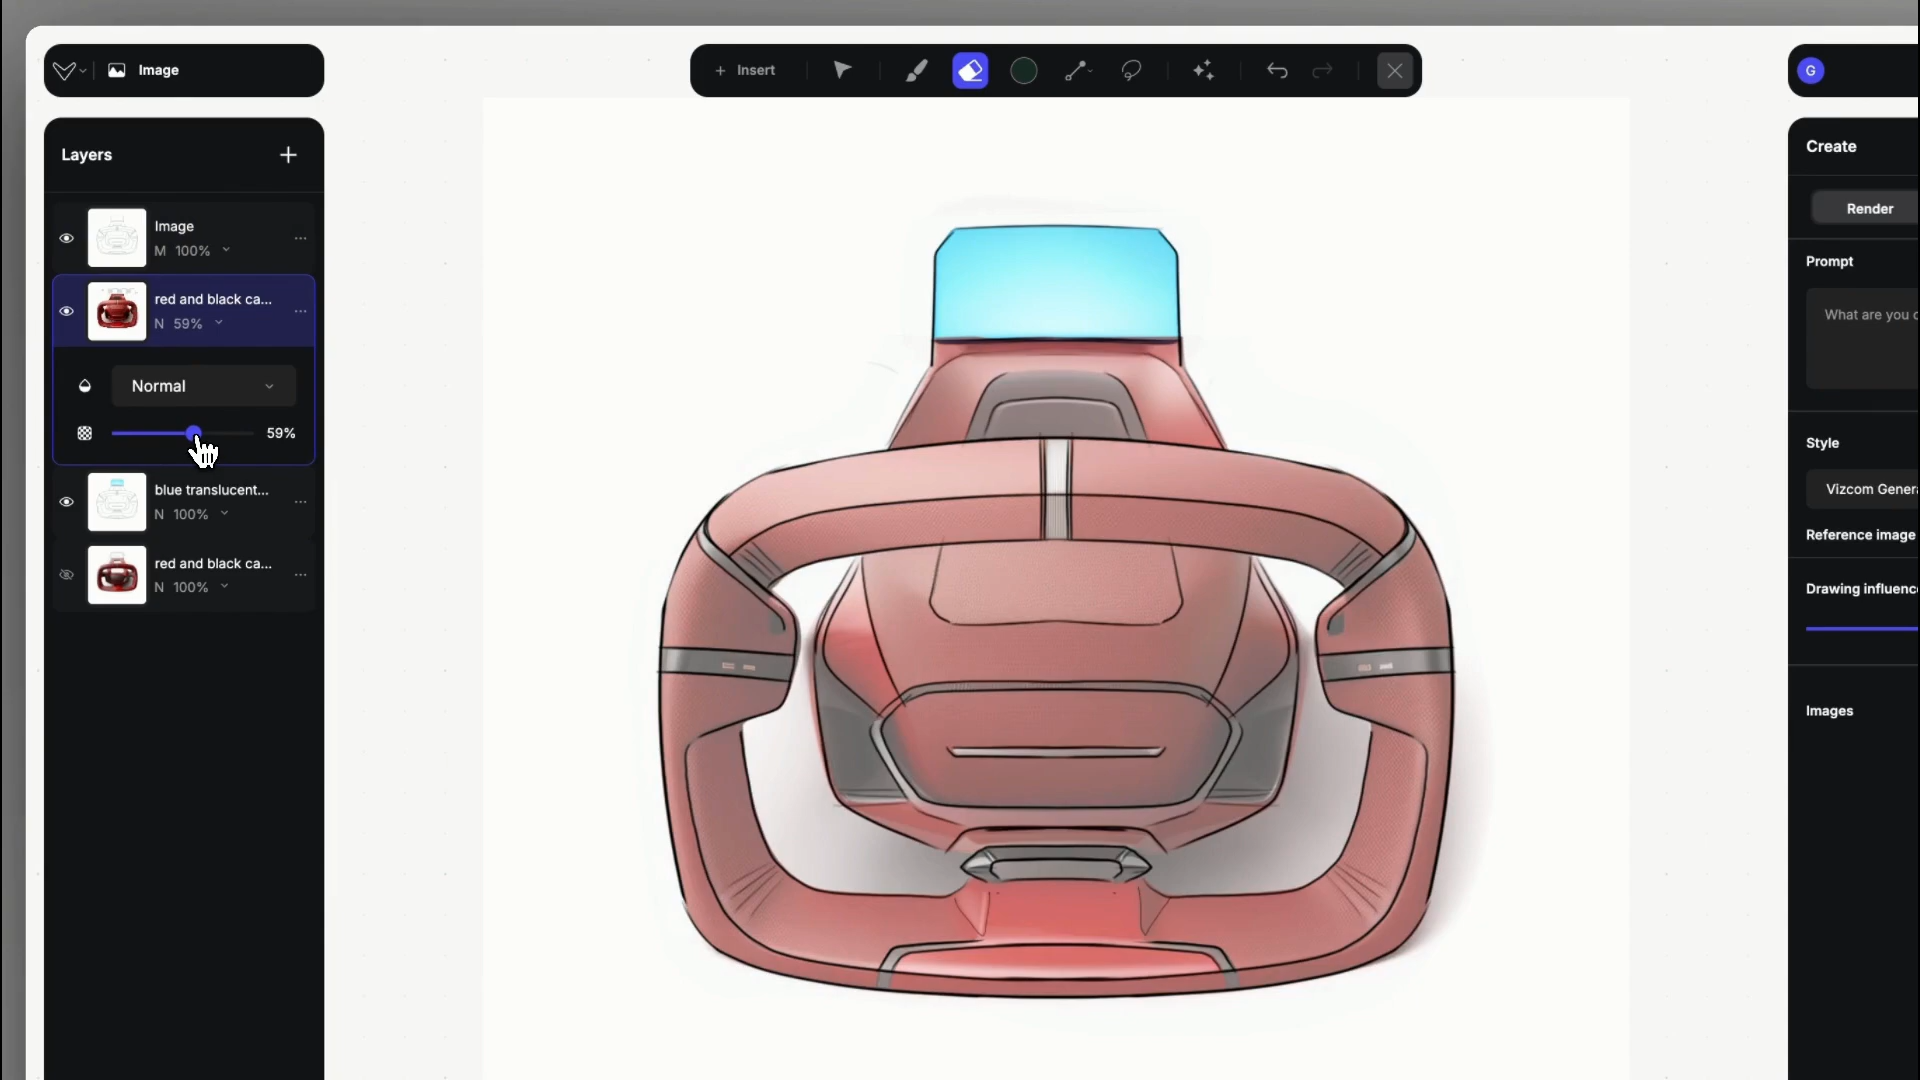 Image
Insert
G
Layers
Image
M 100%
red and black ca...
N 59%
Normal
59%
blue translucent...
N 100%
red and black ca...
N 100%
Create
Render
Prompt
What are you
Style
Vizcom Gener
Reference image
Drawing influenc
Images